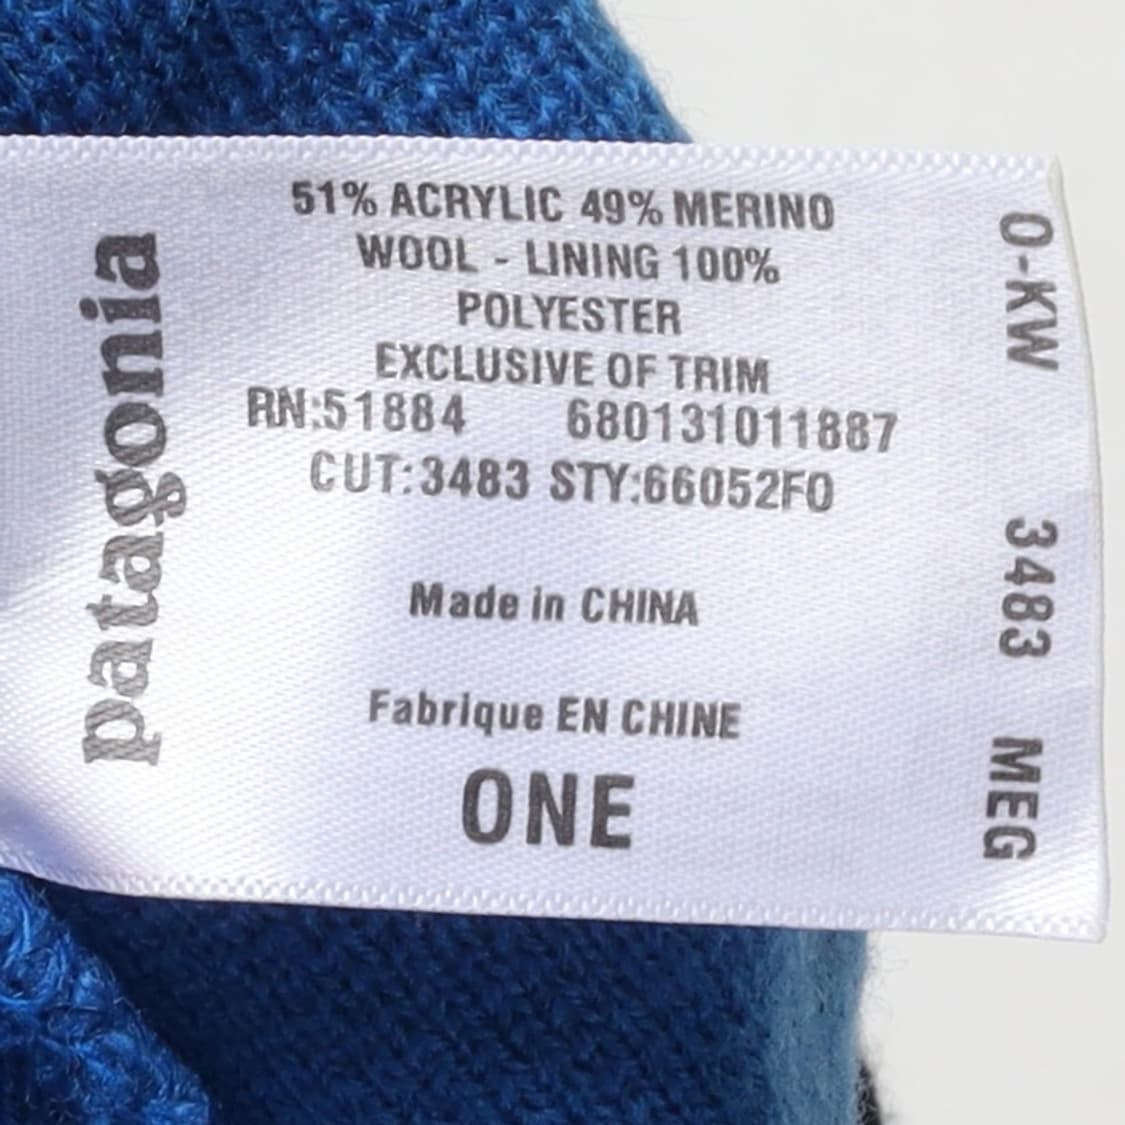 patagonia
51% ACRYLIC 49% MERINO
WOOL - LINING 100%
POLYESTER
EXCLUSIVE OF TRIM
RN:51884 680131011887
CUT:3483 STY:66052F0
Made in CHINA
Fabrique EN CHINE
ONE
O-KW 3483 MEG